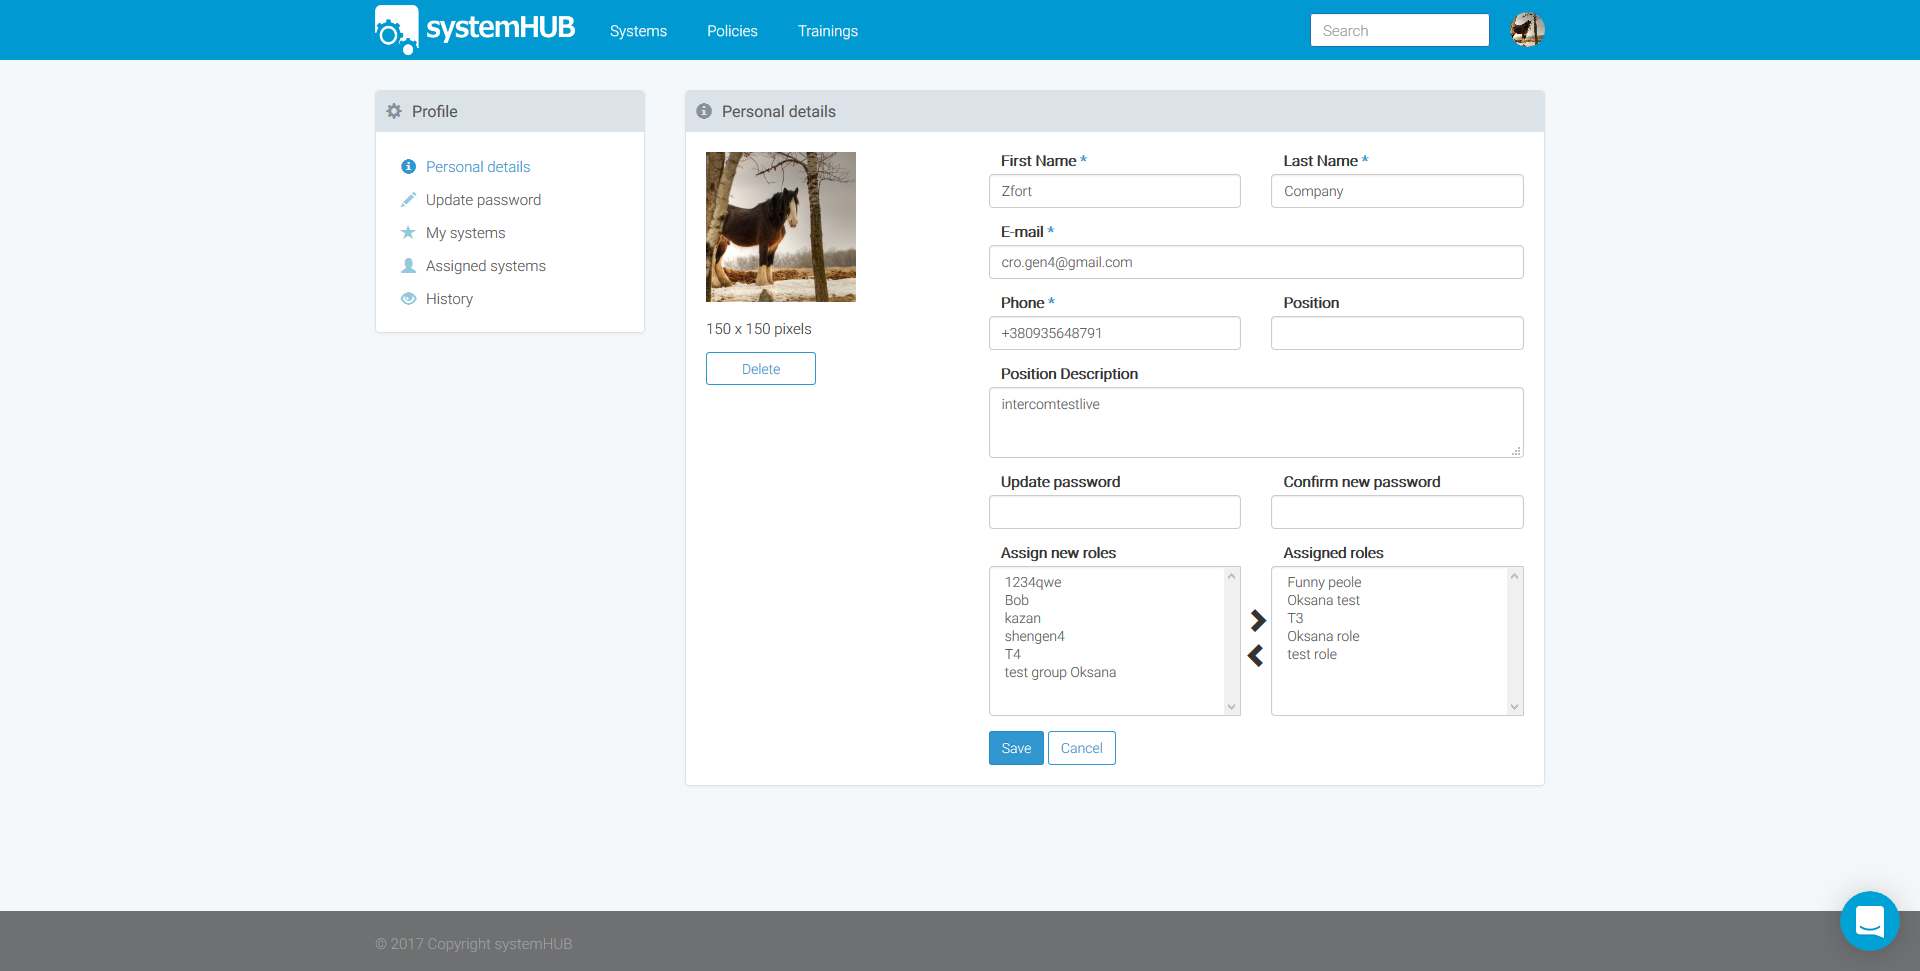 systemHUB Systems Policies Trainings Search
Profile
Personal details
Update password
My systems
Assigned systems
History
Personal details
150 x 150 pixels
Delete
First Name * Last Name *
Zfort Company
E-mail *
cro.gen4@gmail.com
Phone * Position
+380935648791
Position Description
intercomtestlive
Update password Confirm new password
Assign new roles Assigned roles
1234qwe Funny peole
Bob Oksana test
kazan T3
shengen4 Oksana role
T4 test role
test group Oksana
Save Cancel
© 2017 Copyright systemHUB